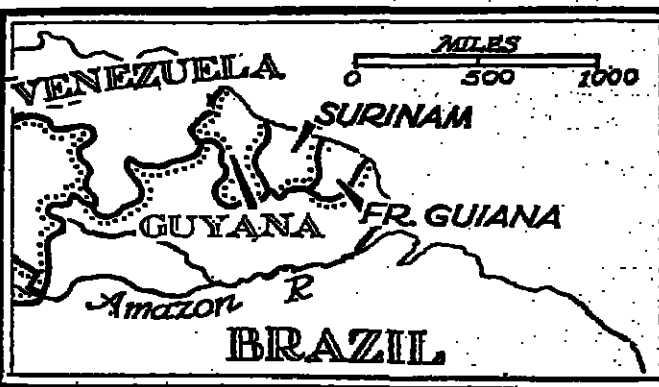 MILES
0 500 1000
VENEZUELA
SURINAM
GUYANA
FR. GUIANA
Amazon R
BRAZIL